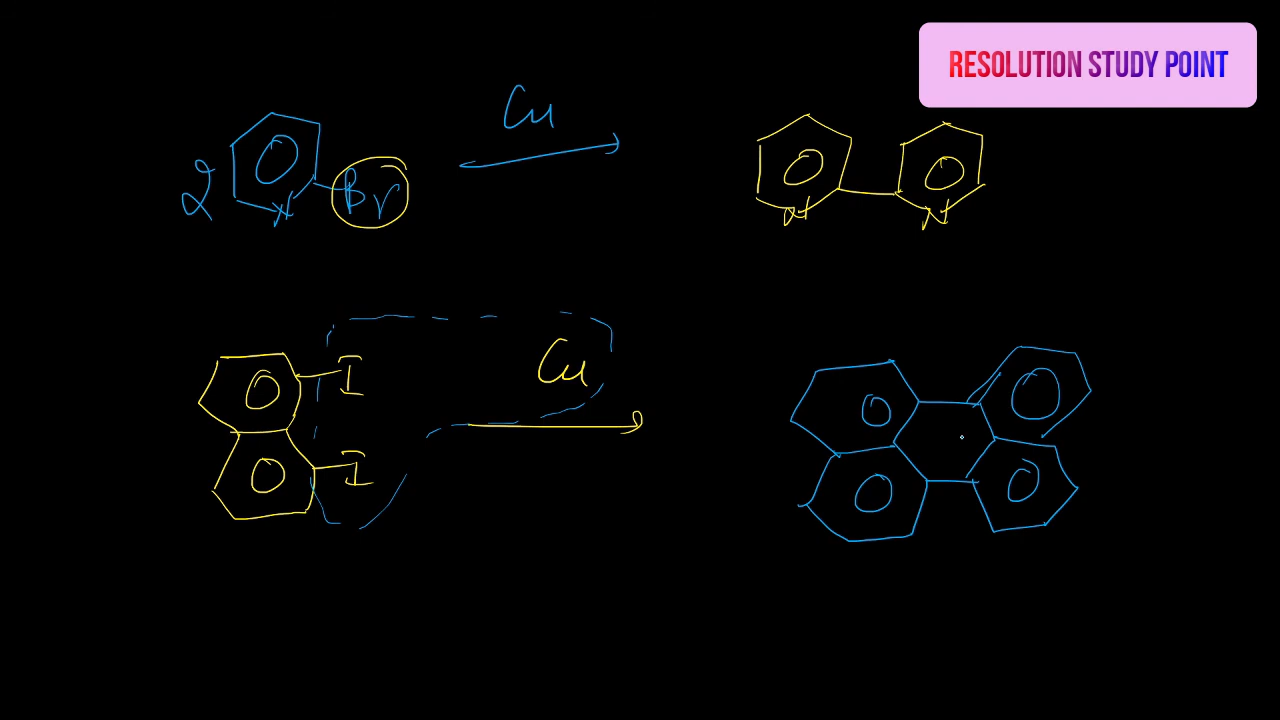 RESOLUTION STUDY POINT
Cu
2 N Br N N
I Cu
I